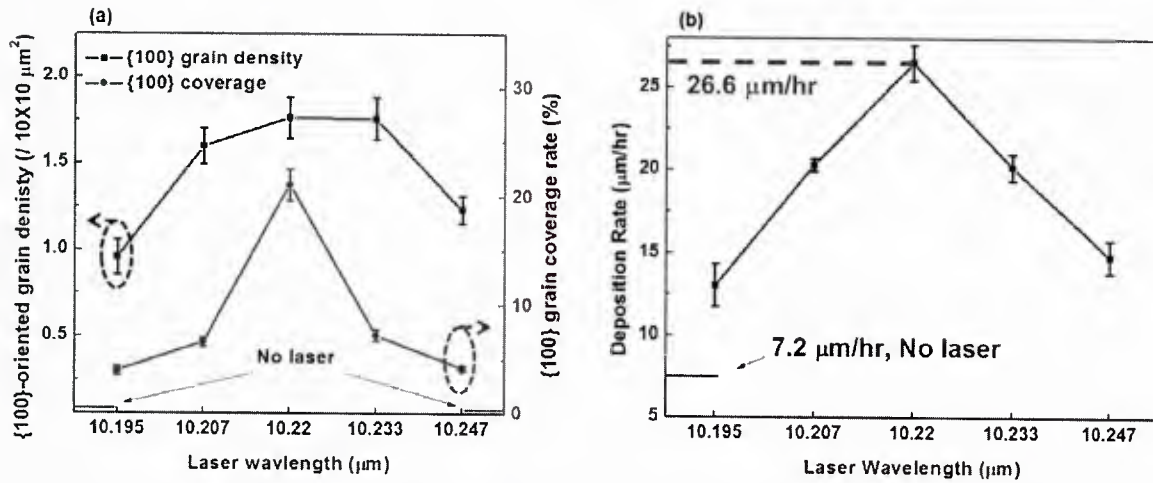 (a)
{100} grain density
{100} coverage
{100}-oriented grain denisty (/ 10X10 μm²)
2.0
1.5
1.0
0.5
30
20
10
0
{100} grain coverage rate (%)
No laser
10.195 10.207 10.22 10.233 10.247
Laser wavlength (μm)
(b)
26.6 μm/hr
7.2 μm/hr, No laser
Deposition Rate (μm/hr)
25
20
15
10
5
10.195 10.207 10.22 10.233 10.247
Laser Wavelength (μm)